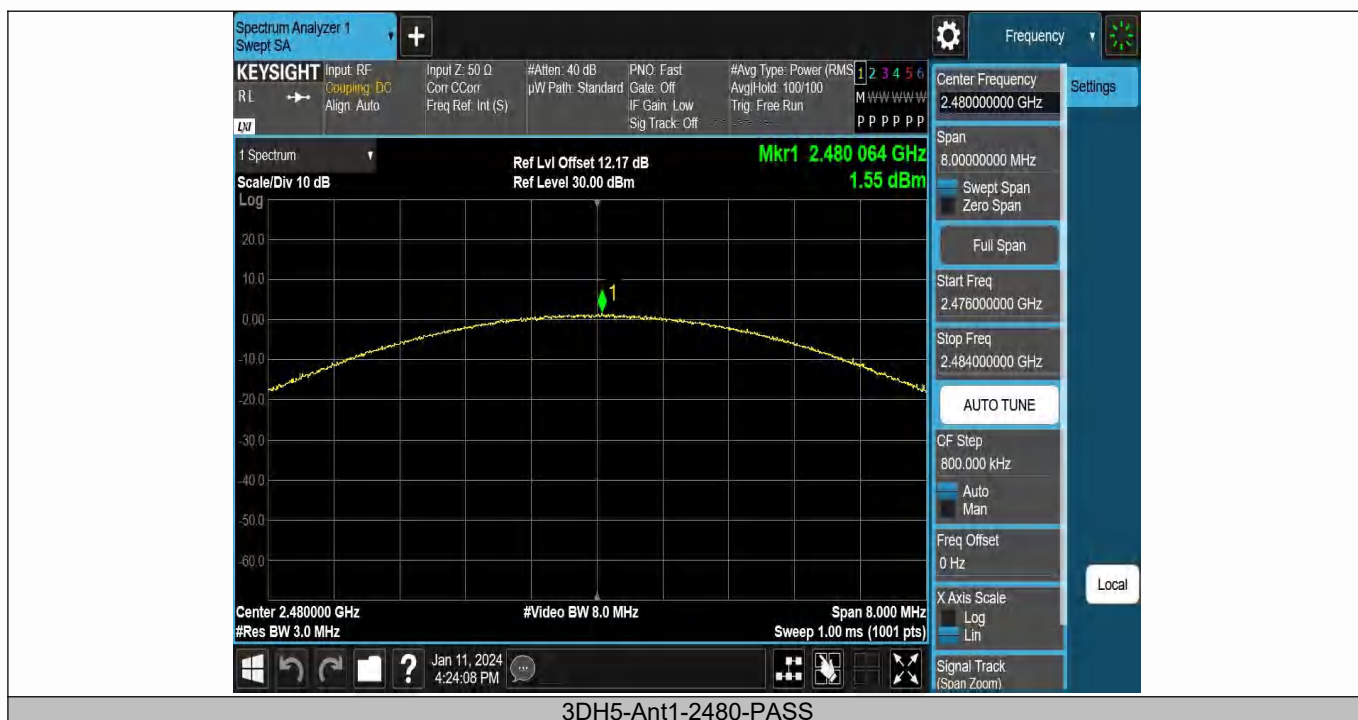 Spectrum Analyzer 1
Swept SA
+
Frequency
KEYSIGHT
RL
LXI
Input: RF
Coupling: DC
Align: Auto
Input Z: 50 Ω
Corr CCorr
Freq Ref: Int (S)
#Atten: 40 dB
µW Path: Standard
PNO: Fast
Gate: Off
IF Gain: Low
Sig Track: Off
#Avg Type: Power (RMS
Avg|Hold: 100/100
Trig: Free Run
1 2 3 4 5 6
M W W W W W
P P P P P P
Center Frequency
2.480000000 GHz
Settings
Span
8.00000000 MHz
Swept Span
Zero Span
Full Span
Start Freq
2.476000000 GHz
Stop Freq
2.484000000 GHz
AUTO TUNE
CF Step
800.000 kHz
Auto
Man
Freq Offset
0 Hz
X Axis Scale
Log
Lin
Local
Signal Track
(Span Zoom)
1 Spectrum
Scale/Div 10 dB
Log
Ref Lvl Offset 12.17 dB
Ref Level 30.00 dBm
Mkr1 2.480 064 GHz
1.55 dBm
20.0
10.0
1
0.00
-10.0
-20.0
-30.0
-40.0
-50.0
-60.0
Center 2.480000 GHz
#Res BW 3.0 MHz
#Video BW 8.0 MHz
Span 8.000 MHz
Sweep 1.00 ms (1001 pts)
?
Jan 11, 2024
4:24:08 PM
3DH5-Ant1-2480-PASS